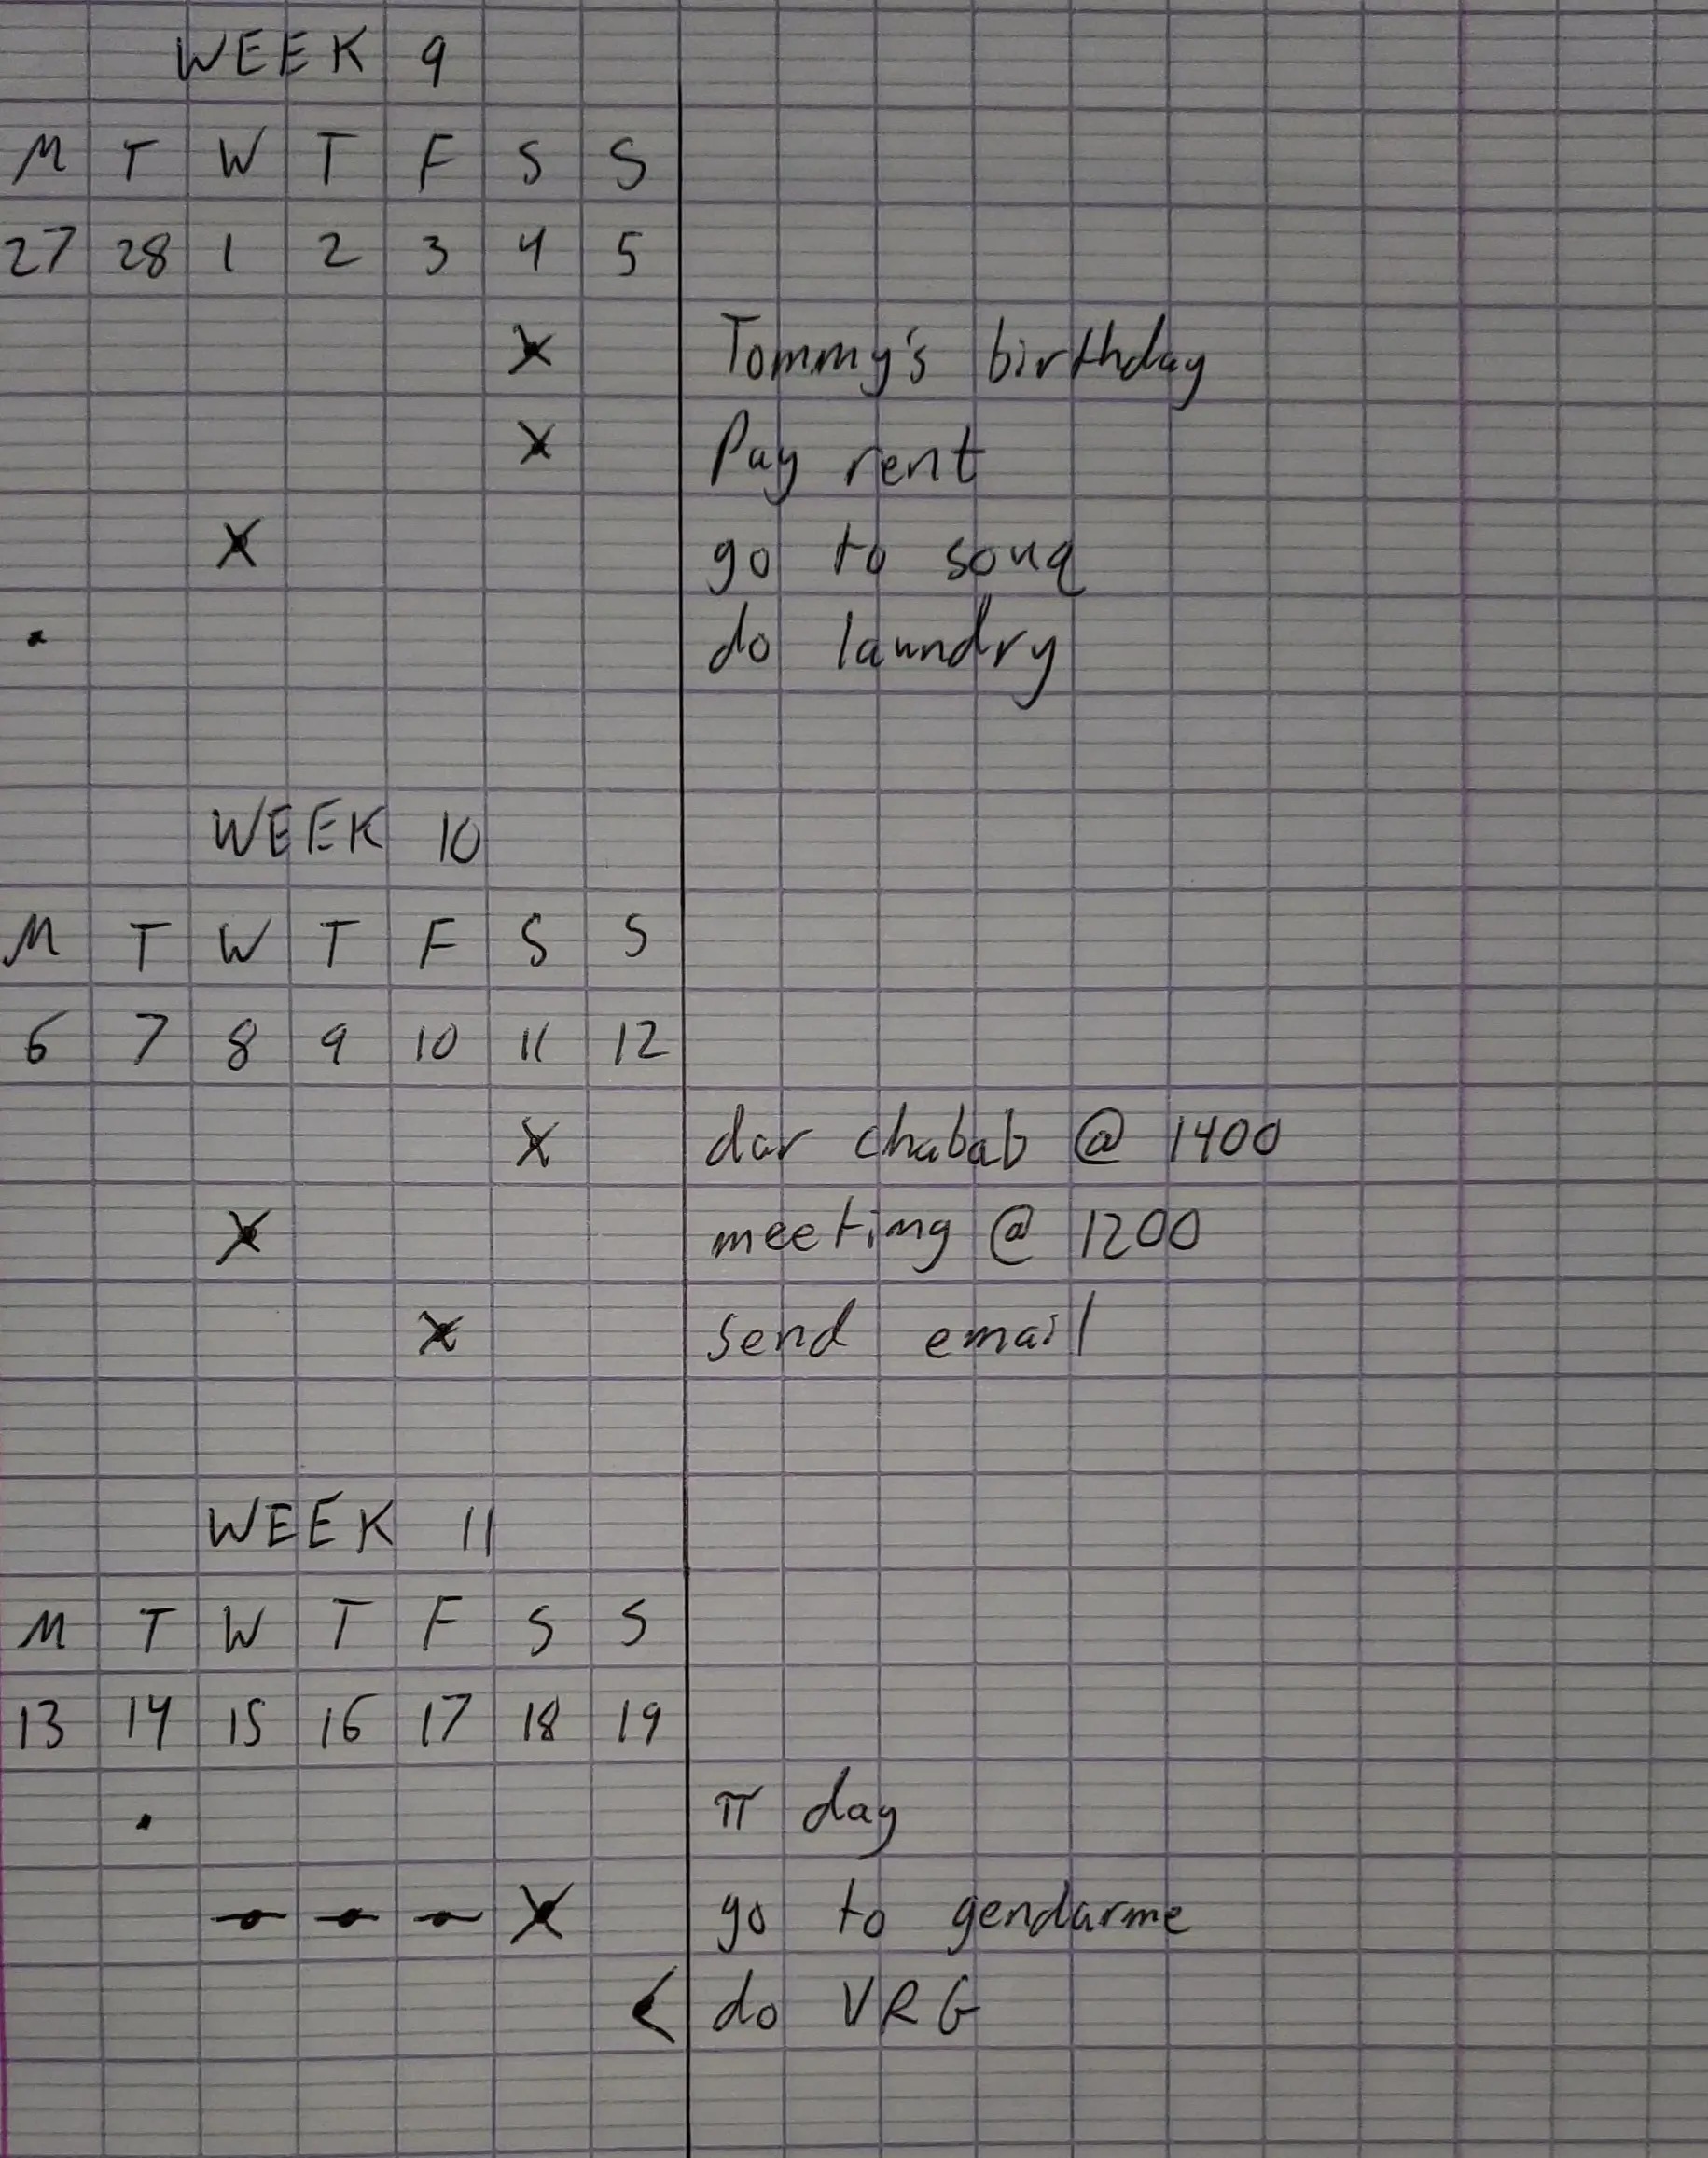 WEEK 9
M T W T F S S
27 28 1 2 3 4 5
x Tommy's birthday
x Pay rent
x go to souq
• do laundry
WEEK 10
M T W T F S S
6 7 8 9 10 11 12
x dar chabab @ 1400
x meeting @ 1200
x send email
WEEK 11
M T W T F S S
13 14 15 16 17 18 19
• π day
- - - x go to gendarme
< do VRG